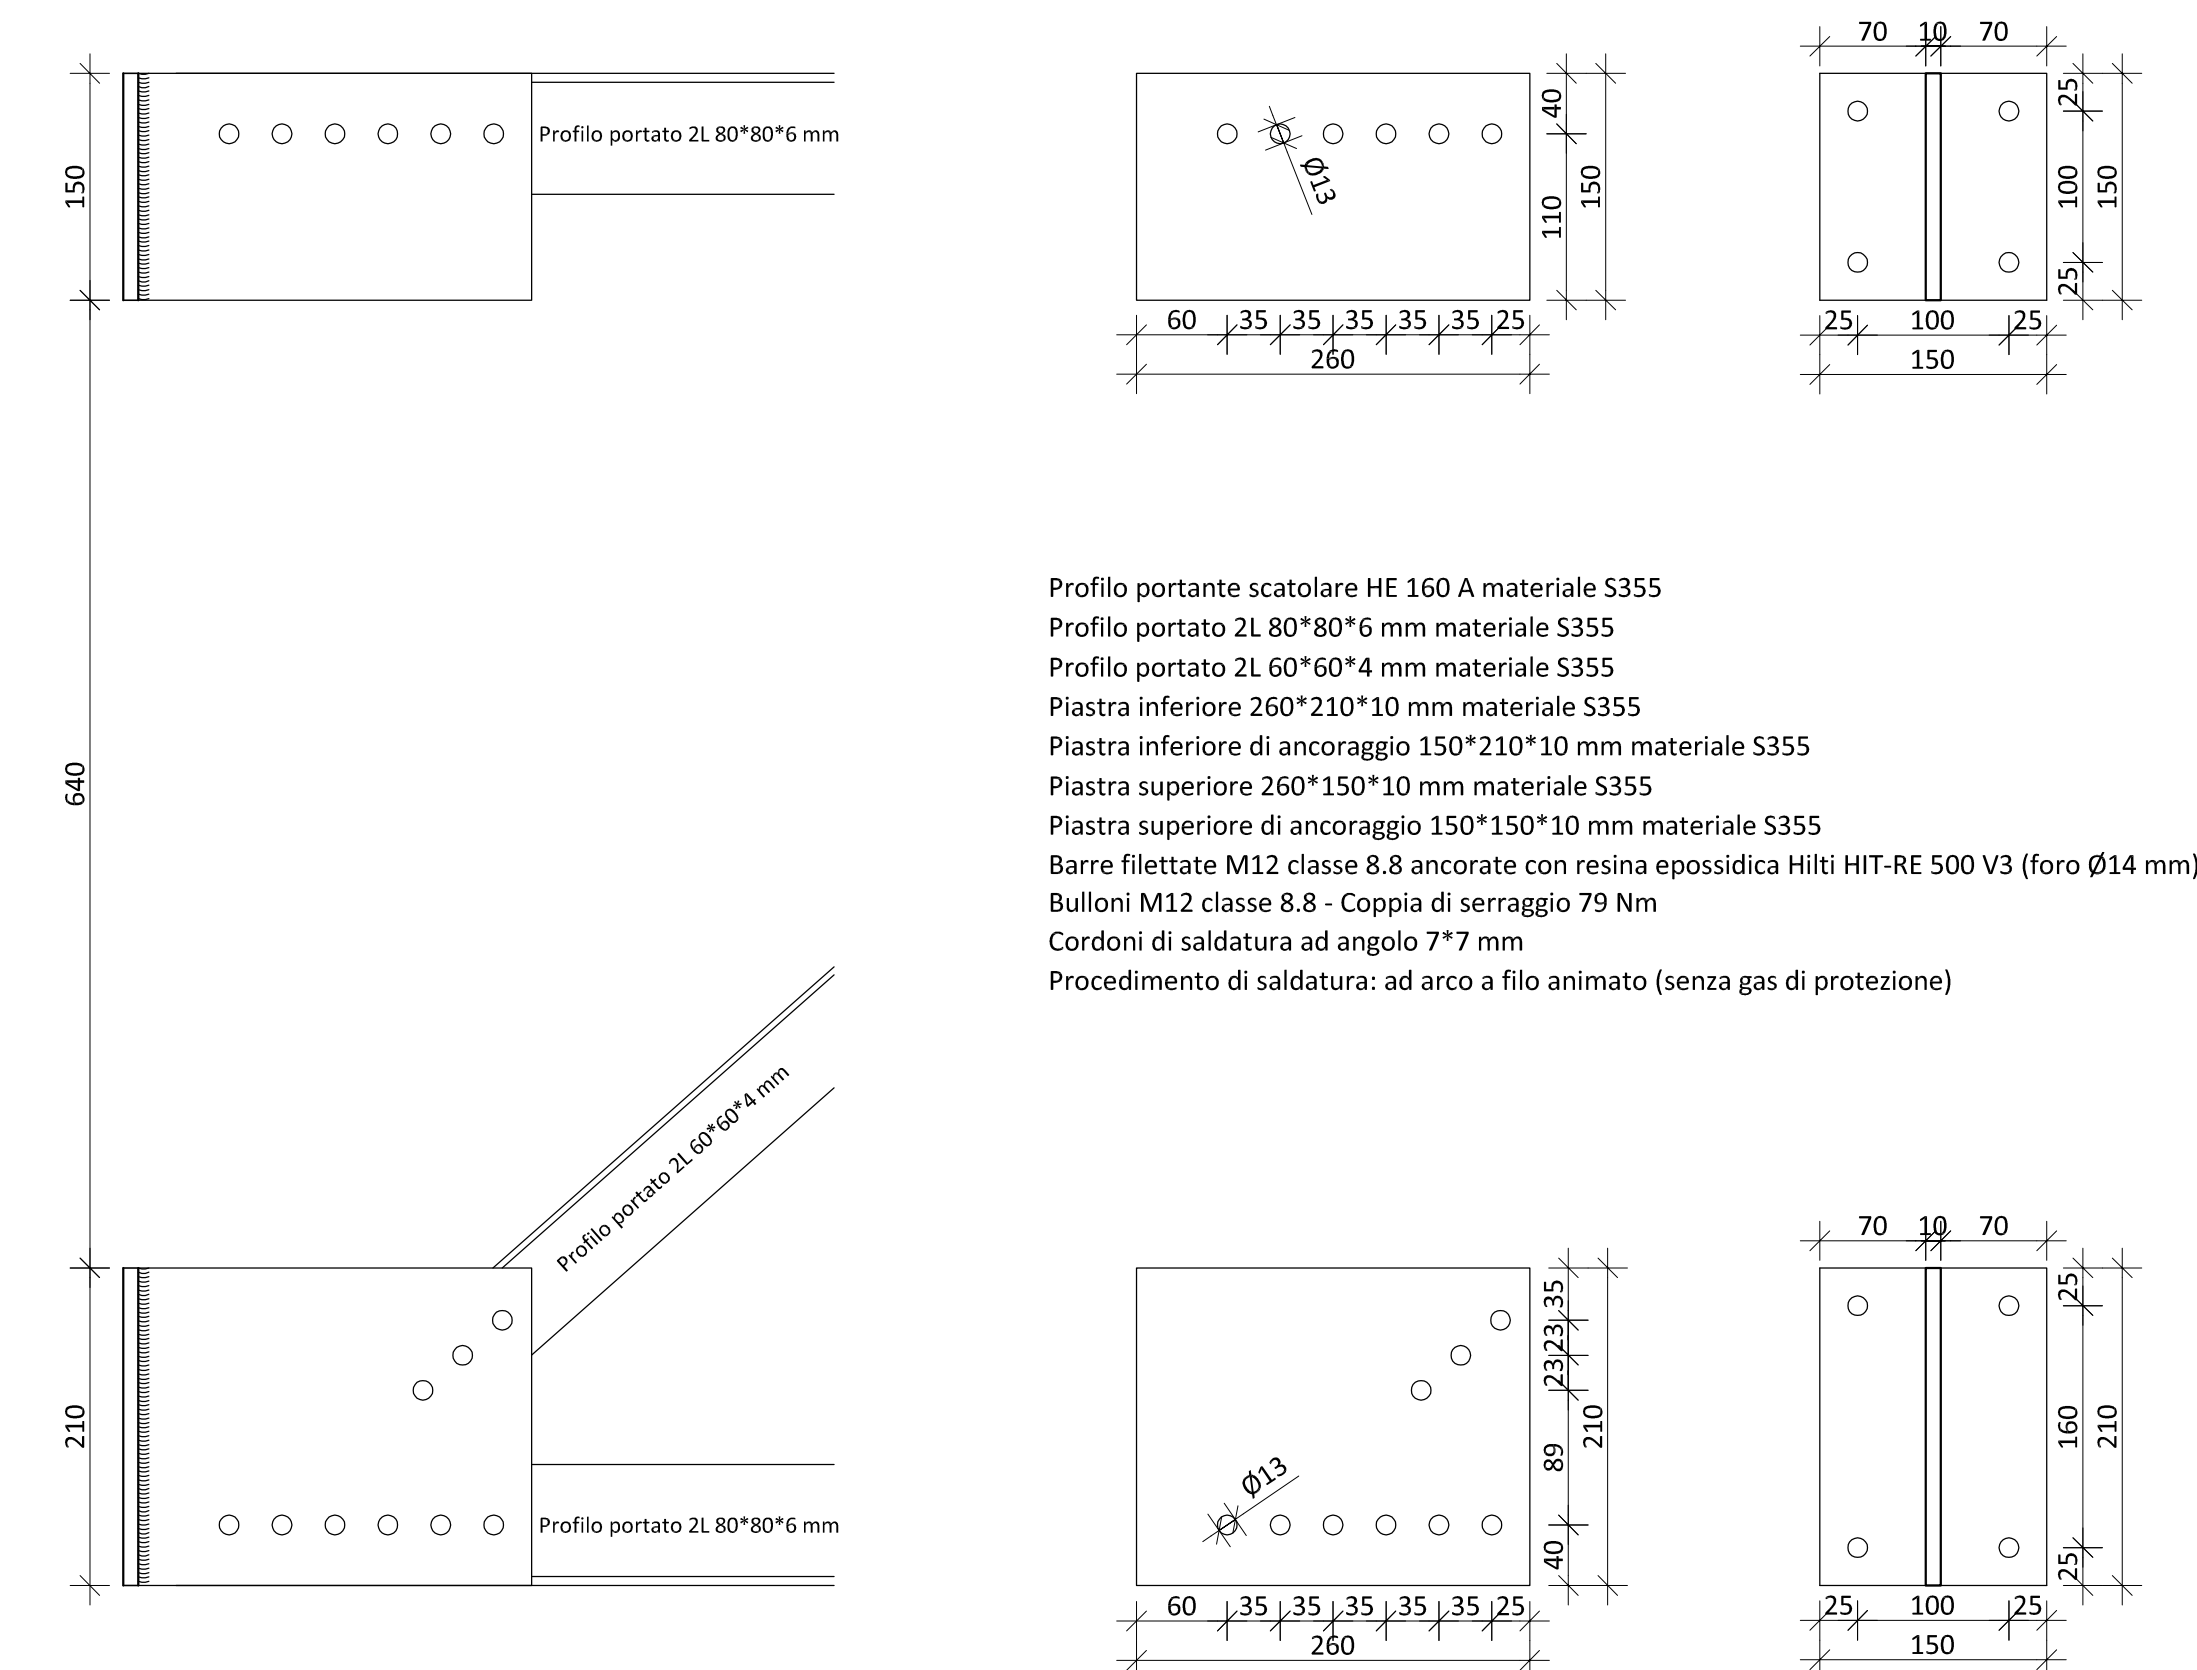 70 10 70
150
Profilo portato 2L 80*80*6 mm
Ø13
40
110
150
25
100
25
150
60 35 35 35 35 35 25
260
25 100 25
150
640
Profilo portante scatolare HE 160 A materiale S355
Profilo portato 2L 80*80*6 mm materiale S355
Profilo portato 2L 60*60*4 mm materiale S355
Piastra inferiore 260*210*10 mm materiale S355
Piastra inferiore di ancoraggio 150*210*10 mm materiale S355
Piastra superiore 260*150*10 mm materiale S355
Piastra superiore di ancoraggio 150*150*10 mm materiale S355
Barre filettate M12 classe 8.8 ancorate con resina epossidica Hilti HIT-RE 500 V3 (foro Ø14 mm)
Bulloni M12 classe 8.8 - Coppia di serraggio 79 Nm
Cordoni di saldatura ad angolo 7*7 mm
Procedimento di saldatura: ad arco a filo animato (senza gas di protezione)
Profilo portato 2L 60*60*4 mm
210
Profilo portato 2L 80*80*6 mm
Ø13
35
23
23
89
40
210
70 10 70
25
160
25
210
60 35 35 35 35 35 25
260
25 100 25
150